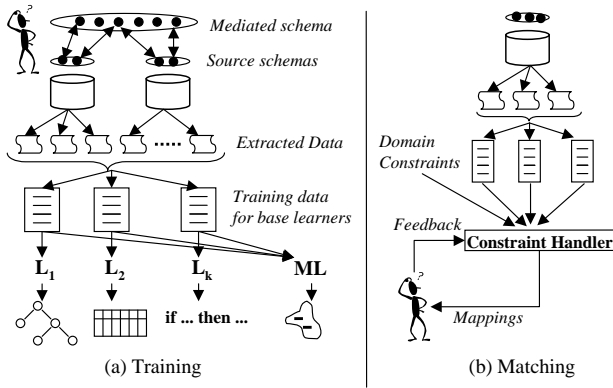 ?
Mediated schema
Source schemas
Extracted Data
Training data
for base learners
L1 L2 Lk ML
if ... then ...
(a) Training
Domain
Constraints
Feedback
Constraint Handler
?
Mappings
(b) Matching